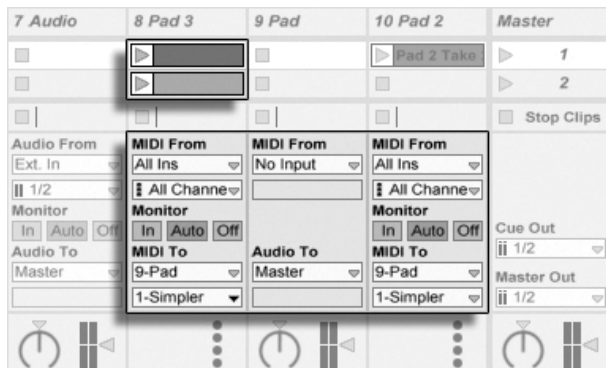 7 Audio 8 Pad 3 9 Pad 10 Pad 2 Master
Pad 2 Take 1
2
Stop Clips
Audio From MIDI From MIDI From MIDI From
Ext. In All Ins No Input All Ins
1/2 All Channe All Channe
Monitor Monitor Monitor
In Auto Off In Auto Off In Auto Off Cue Out
1/2
Audio To MIDI To Audio To MIDI To
Master 9-Pad Master 9-Pad Master Out
1-Simpler 1-Simpler 1/2